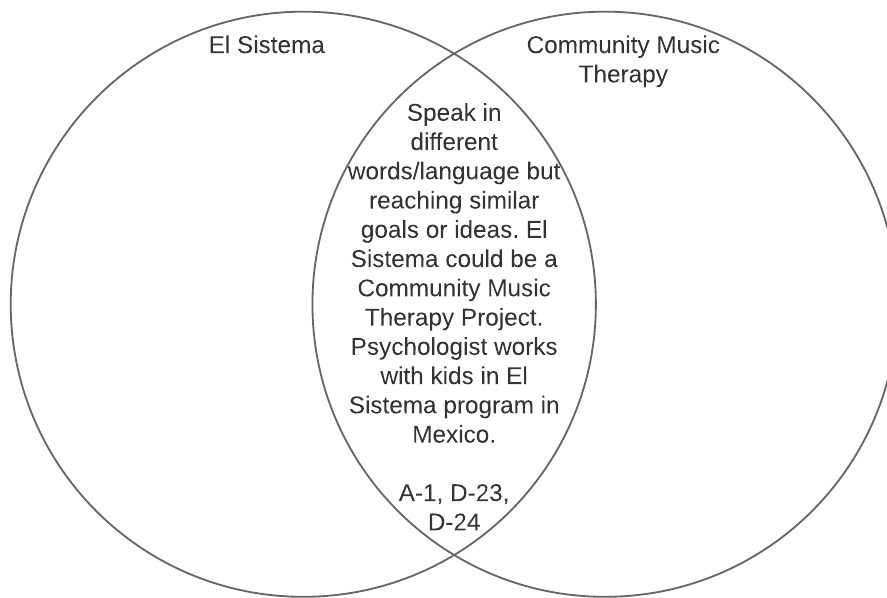 El Sistema
Community Music
Therapy
Speak in
different
words/language but
reaching similar
goals or ideas. El
Sistema could be a
Community Music
Therapy Project.
Psychologist works
with kids in El
Sistema program in
Mexico.
A-1, D-23,
D-24